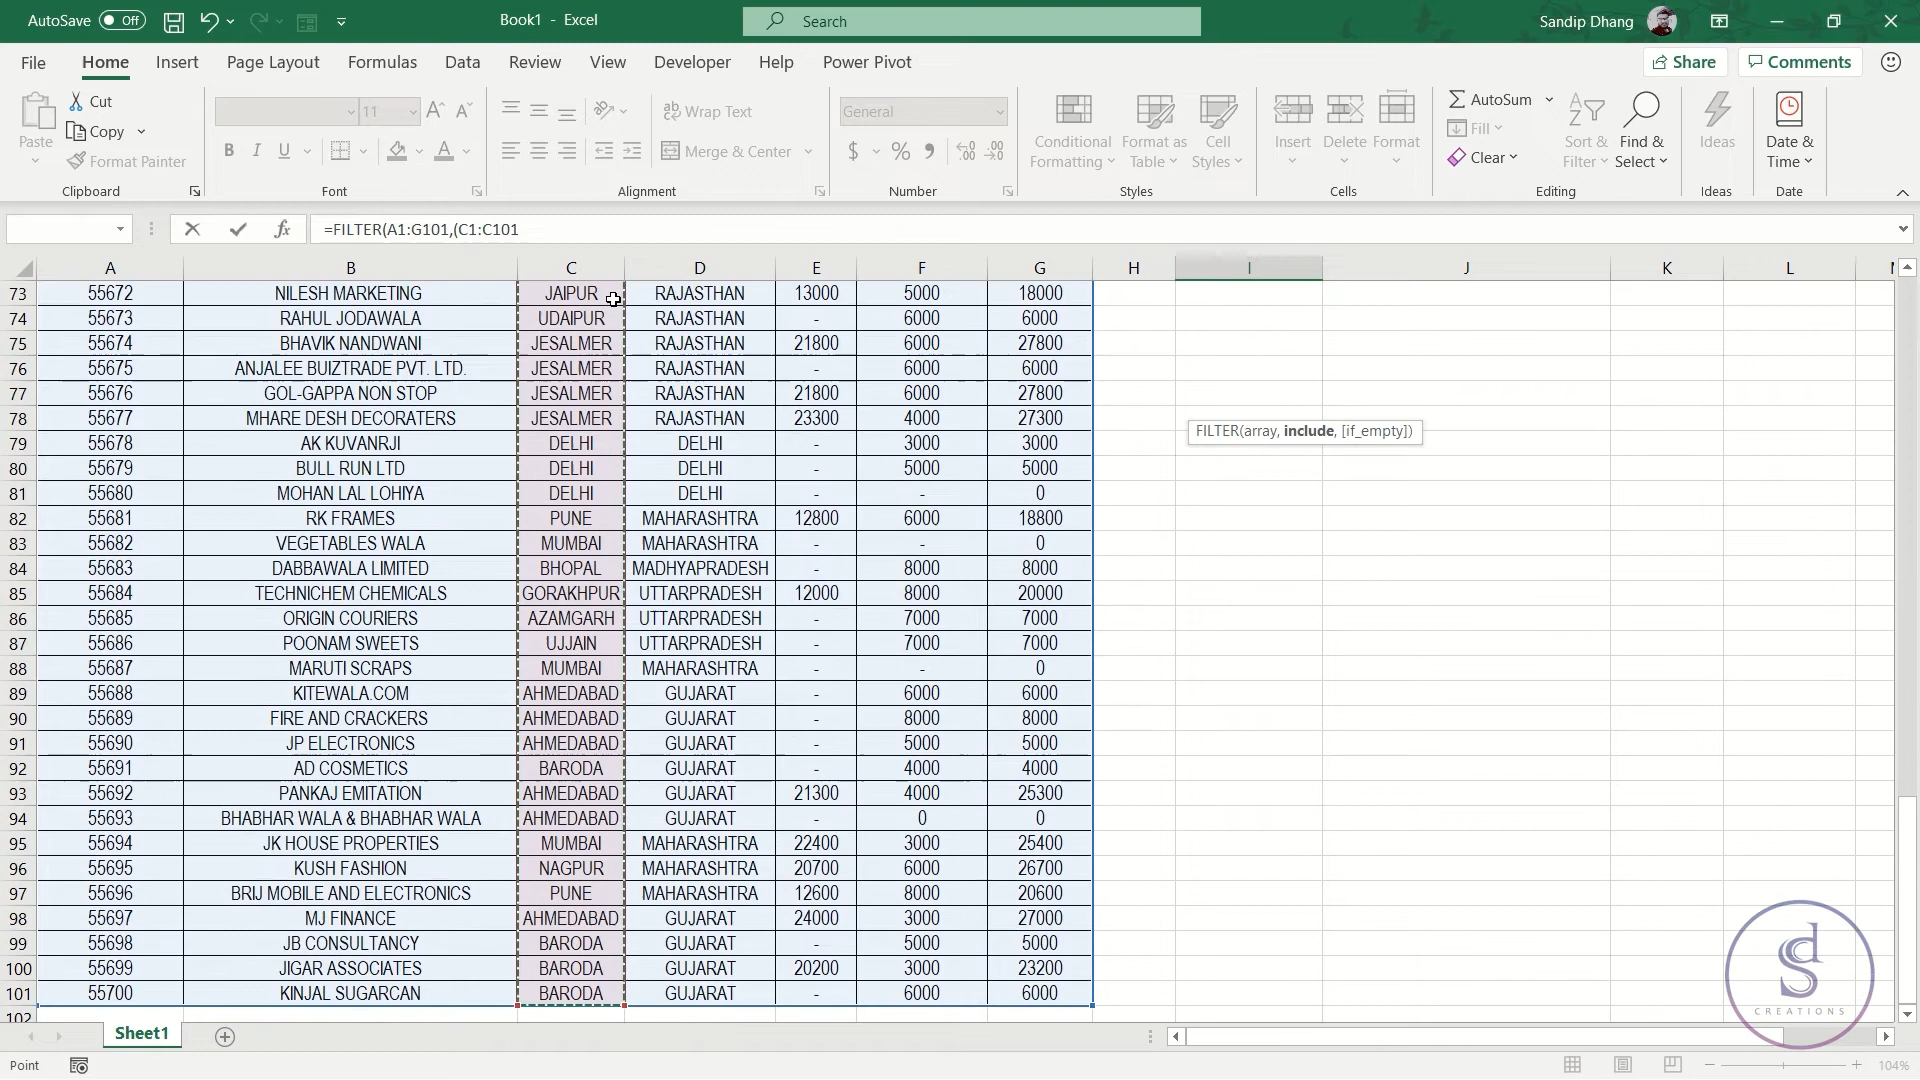 AutoSave Off Book1 - Excel Search Sandip Dhang
File Home Insert Page Layout Formulas Data Review View Developer Help Power Pivot Share Comments
Paste Cut Copy Format Painter Clipboard
11 B I U Font
Wrap Text Merge & Center Alignment
General $ % Number
Conditional Formatting Format as Table Cell Styles Styles
Insert Delete Format Cells
AutoSum Fill Clear Sort & Filter Find & Select Editing
Ideas Ideas
Date & Time Date
fx =FILTER(A1:G101,(C1:C101
A B C D E F G H I J K L
73 55672 NILESH MARKETING JAIPUR RAJASTHAN 13000 5000 18000
74 55673 RAHUL JODAWALA UDAIPUR RAJASTHAN - 6000 6000
75 55674 BHAVIK NANDWANI JESALMER RAJASTHAN 21800 6000 27800
76 55675 ANJALEE BUIZTRADE PVT. LTD. JESALMER RAJASTHAN - 6000 6000
77 55676 GOL-GAPPA NON STOP JESALMER RAJASTHAN 21800 6000 27800
78 55677 MHARE DESH DECORATERS JESALMER RAJASTHAN 23300 4000 27300
FILTER(array, include, [if_empty])
79 55678 AK KUVANRJI DELHI DELHI - 3000 3000
80 55679 BULL RUN LTD DELHI DELHI - 5000 5000
81 55680 MOHAN LAL LOHIYA DELHI DELHI - - 0
82 55681 RK FRAMES PUNE MAHARASHTRA 12800 6000 18800
83 55682 VEGETABLES WALA MUMBAI MAHARASHTRA - - 0
84 55683 DABBAWALA LIMITED BHOPAL MADHYAPRADESH - 8000 8000
85 55684 TECHNICHEM CHEMICALS GORAKHPUR UTTARPRADESH 12000 8000 20000
86 55685 ORIGIN COURIERS AZAMGARH UTTARPRADESH - 7000 7000
87 55686 POONAM SWEETS UJJAIN UTTARPRADESH - 7000 7000
88 55687 MARUTI SCRAPS MUMBAI MAHARASHTRA - - 0
89 55688 KITEWALA.COM AHMEDABAD GUJARAT - 6000 6000
90 55689 FIRE AND CRACKERS AHMEDABAD GUJARAT - 8000 8000
91 55690 JP ELECTRONICS AHMEDABAD GUJARAT - 5000 5000
92 55691 AD COSMETICS BARODA GUJARAT - 4000 4000
93 55692 PANKAJ EMITATION AHMEDABAD GUJARAT 21300 4000 25300
94 55693 BHABHAR WALA & BHABHAR WALA AHMEDABAD GUJARAT - 0 0
95 55694 JK HOUSE PROPERTIES MUMBAI MAHARASHTRA 22400 3000 25400
96 55695 KUSH FASHION NAGPUR MAHARASHTRA 20700 6000 26700
97 55696 BRIJ MOBILE AND ELECTRONICS PUNE MAHARASHTRA 12600 8000 20600
98 55697 MJ FINANCE AHMEDABAD GUJARAT 24000 3000 27000
99 55698 JB CONSULTANCY BARODA GUJARAT - 5000 5000
100 55699 JIGAR ASSOCIATES BARODA GUJARAT 20200 3000 23200
101 55700 KINJAL SUGARCAN BARODA GUJARAT - 6000 6000
102
CREATIONS
Sheet1
Point 104%